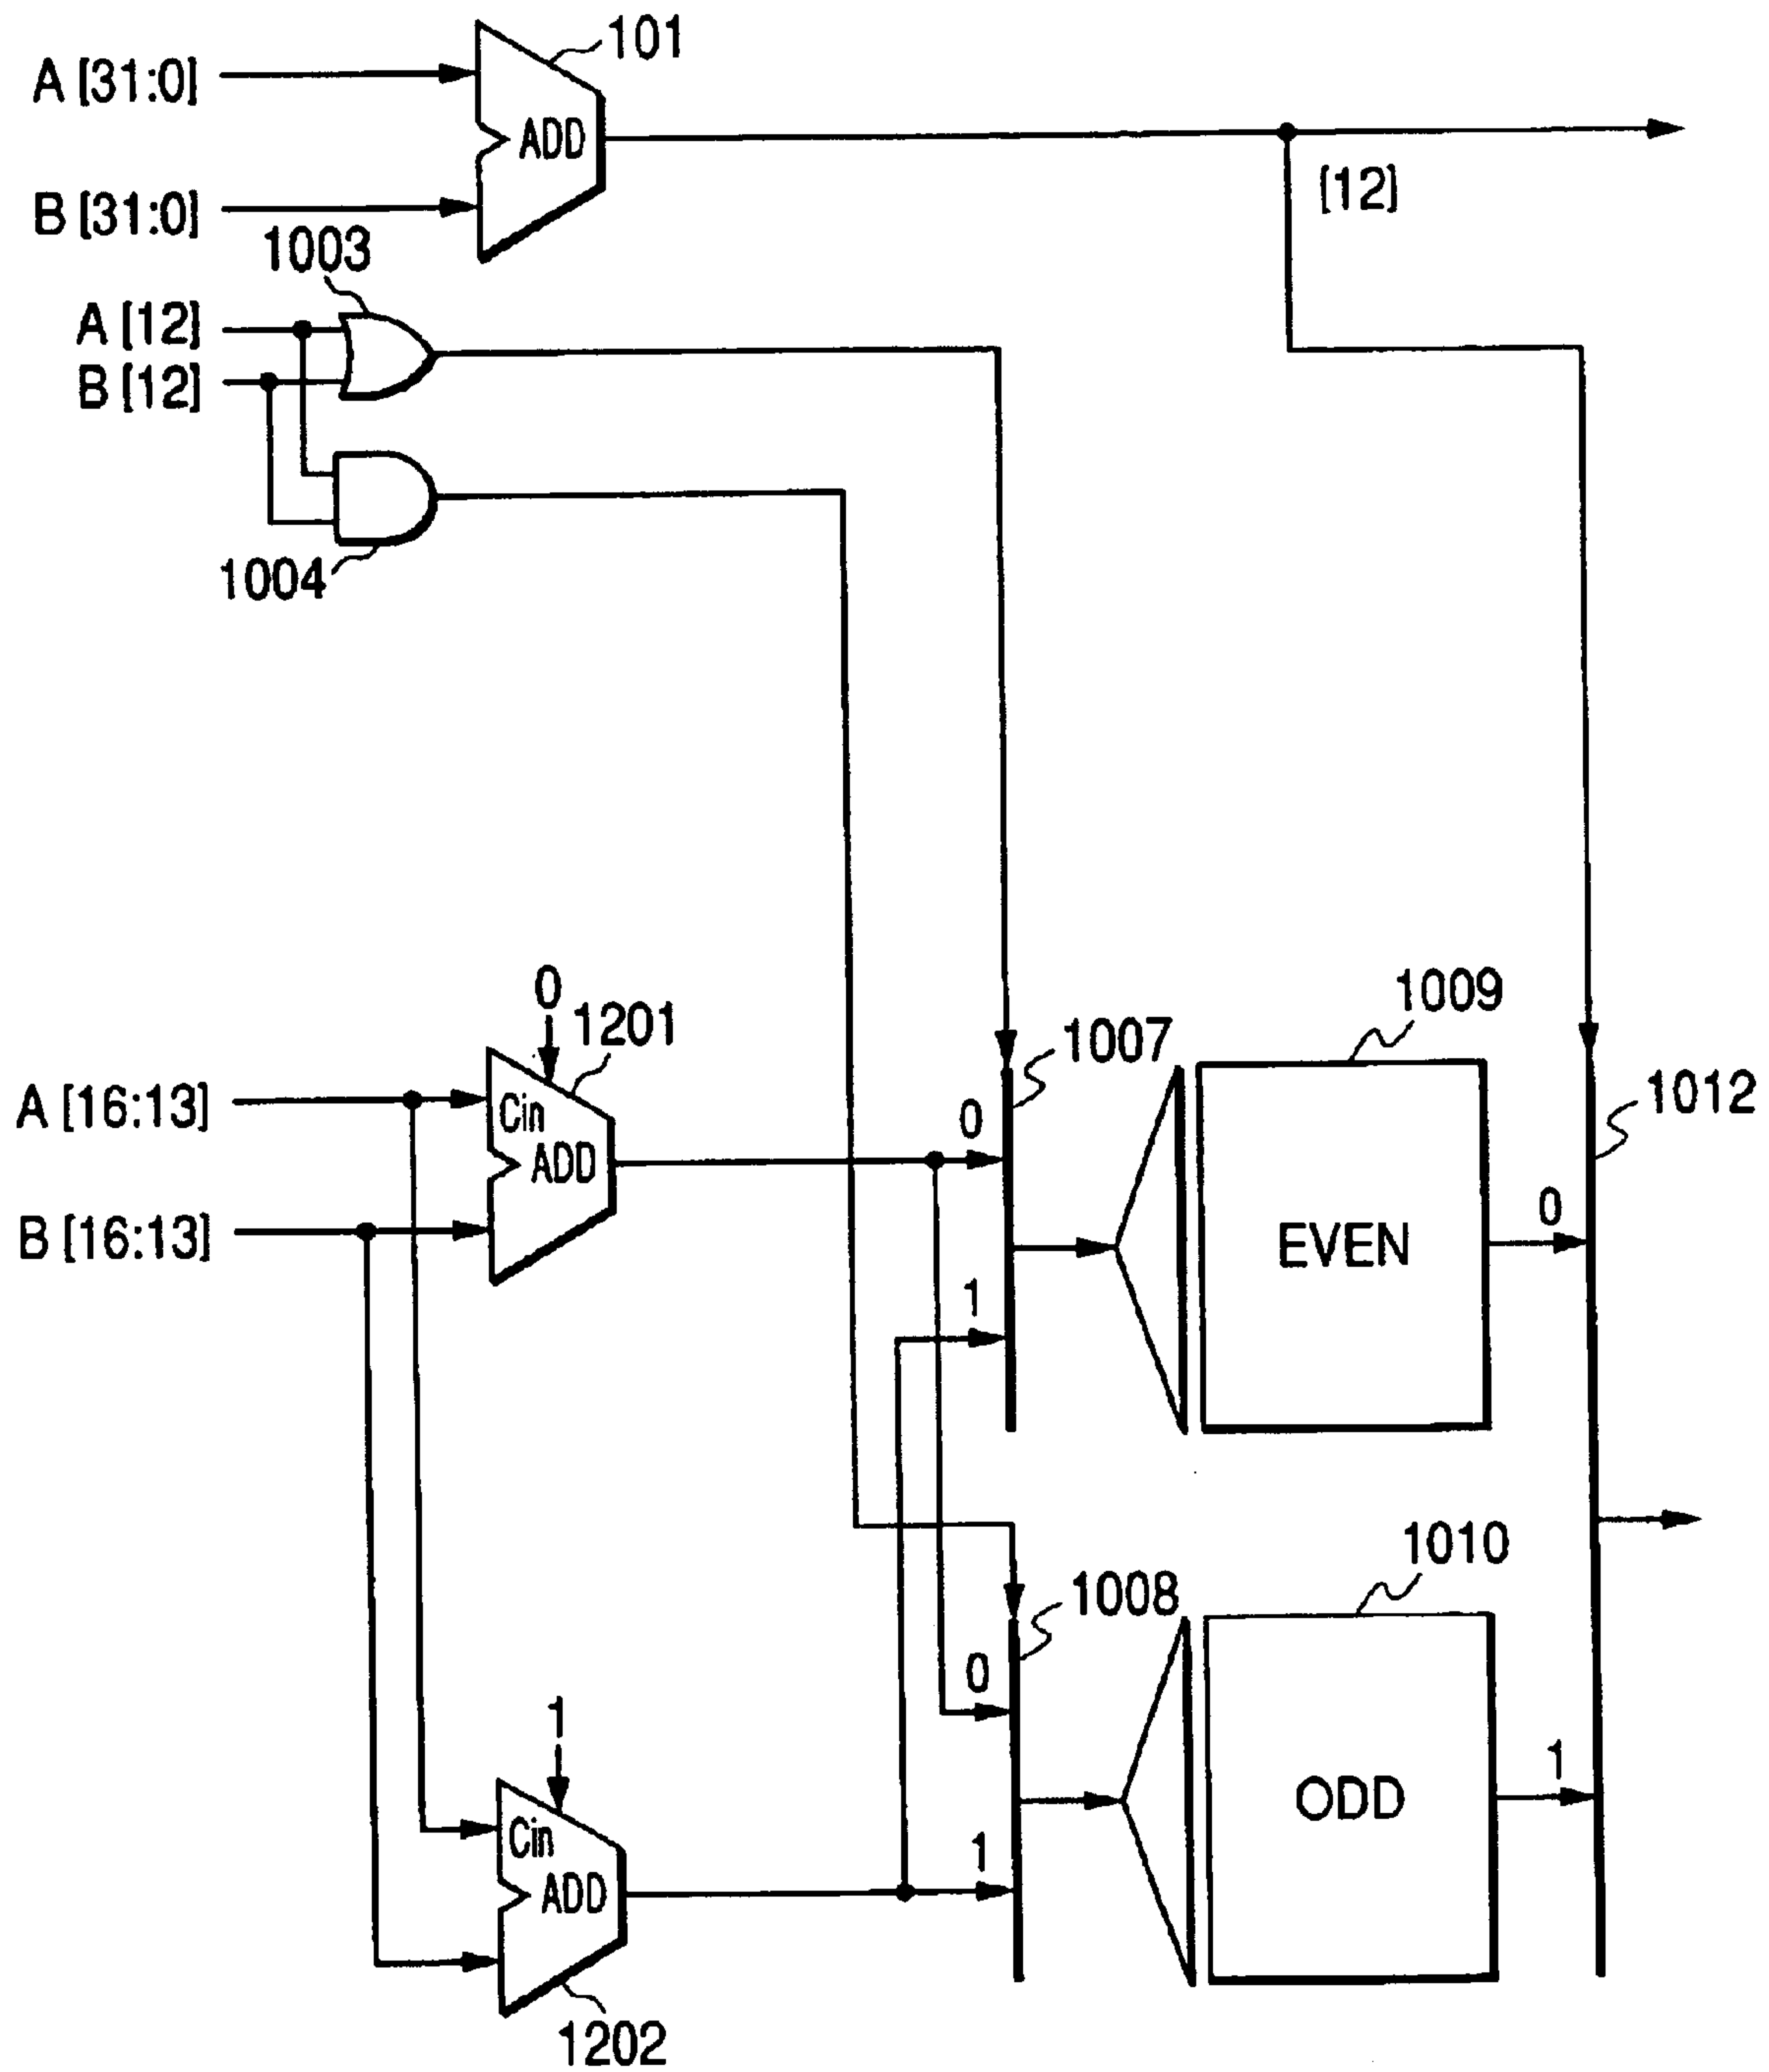 101
A [31:0]
ADD
B [31:0]
[12]
1003
A [12]
B [12]
1004
0
1201
1009
1007
1012
A [16:13]
Cin
0
ADD
0
B [16:13]
EVEN
1
1010
1008
0
1
1
Cin
ODD
1
ADD
1202